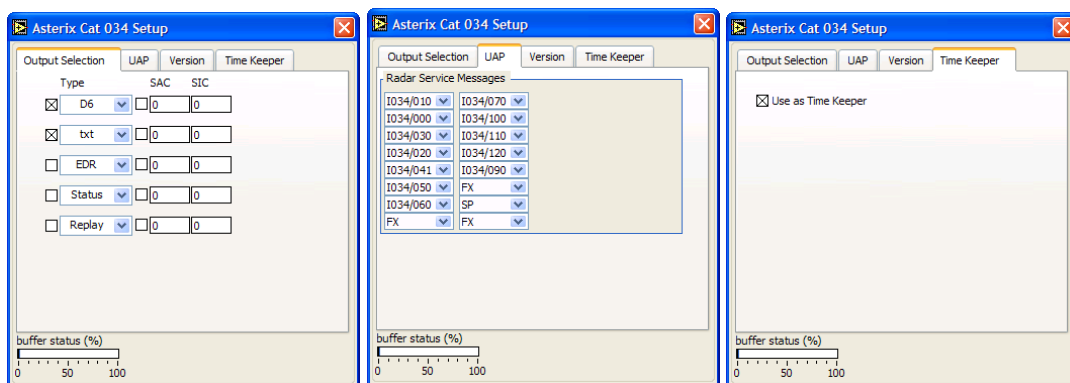 Asterix Cat 034 Setup
Output Selection UAP Version Time Keeper
Type SAC SIC
D6 0 0
txt 0 0
EDR 0 0
Status 0 0
Replay 0 0
buffer status (%)
0 50 100
Asterix Cat 034 Setup
Output Selection UAP Version Time Keeper
Radar Service Messages
I034/010 I034/070
I034/000 I034/100
I034/030 I034/110
I034/020 I034/120
I034/041 I034/090
I034/050 FX
I034/060 SP
FX FX
buffer status (%)
0 50 100
Asterix Cat 034 Setup
Output Selection UAP Version Time Keeper
Use as Time Keeper
buffer status (%)
0 50 100